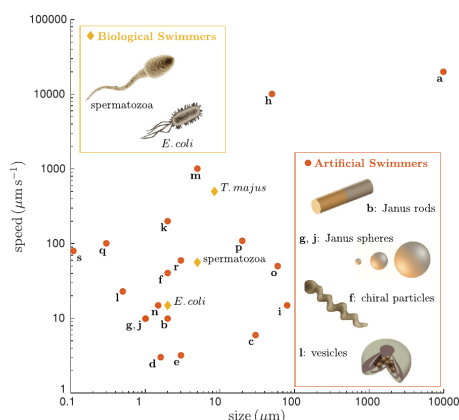 100000
10000
1000
100
10
1
speed (μm s⁻¹)
0.1
1
10
100
1000
10000
size (μm)
Biological Swimmers
spermatozoa
E. coli
Artificial Swimmers
b: Janus rods
g, j: Janus spheres
f: chiral particles
l: vesicles
a
h
m
T. majus
k
p
q
s
r
spermatozoa
f
o
l
n
E. coli
i
g, j
b
c
d
e